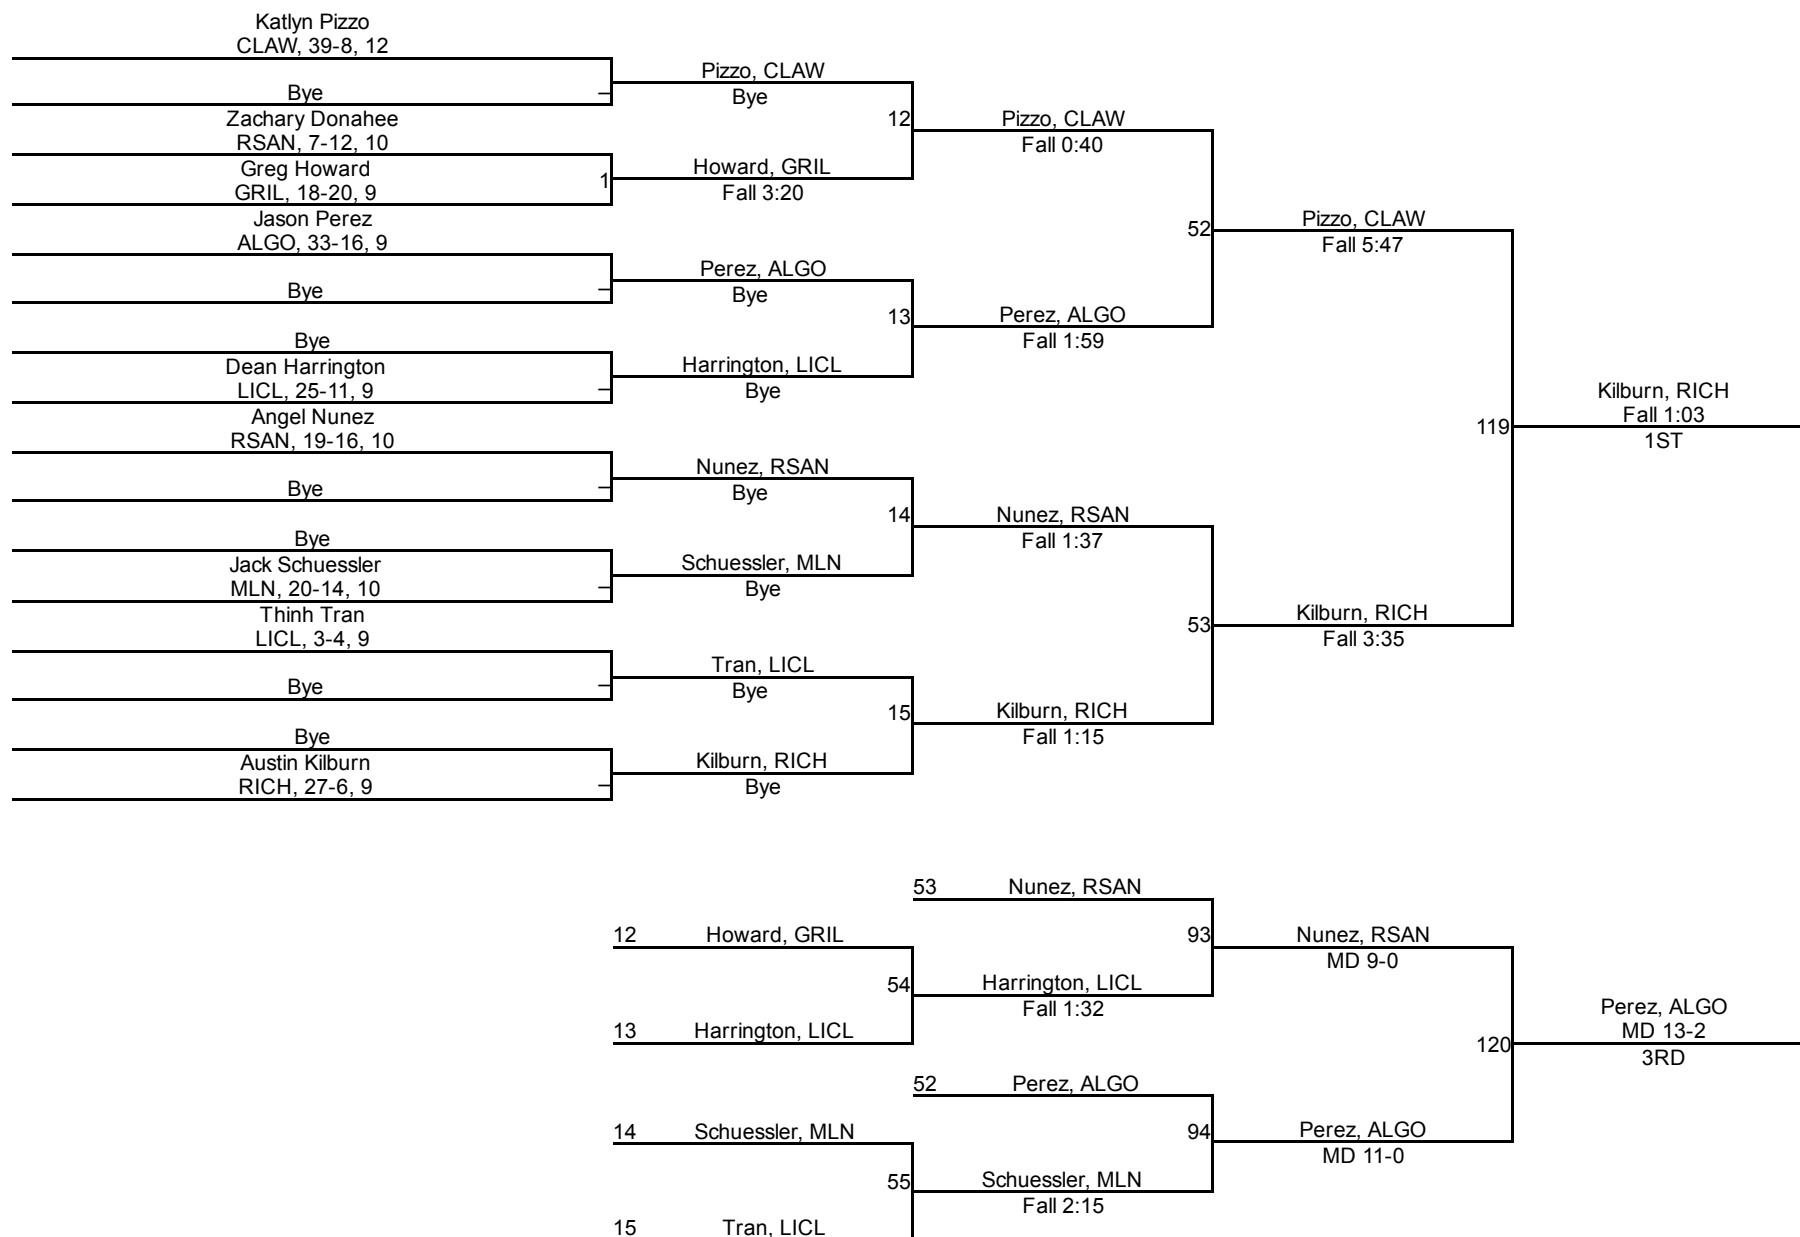 Katlyn Pizzo
CLAW, 39-8, 12
Bye
Zachary Donahee
RSAN, 7-12, 10
Greg Howard
GRIL, 18-20, 9
1
Jason Perez
ALGO, 33-16, 9
Bye
Bye
Dean Harrington
LICL, 25-11, 9
Angel Nunez
RSAN, 19-16, 10
Bye
Bye
Jack Schuessler
MLN, 20-14, 10
Thinh Tran
LICL, 3-4, 9
Bye
Bye
Austin Kilburn
RICH, 27-6, 9
Pizzo, CLAW
Bye
12
Howard, GRIL
Fall 3:20
Perez, ALGO
Bye
13
Harrington, LICL
Bye
Nunez, RSAN
Bye
14
Schuessler, MLN
Bye
Tran, LICL
Bye
15
Kilburn, RICH
Bye
Pizzo, CLAW
Fall 0:40
52
Perez, ALGO
Fall 1:59
Nunez, RSAN
Fall 1:37
53
Kilburn, RICH
Fall 1:15
Pizzo, CLAW
Fall 5:47
119
Kilburn, RICH
Fall 3:35
Kilburn, RICH
Fall 1:03
1ST
53 Nunez, RSAN
12 Howard, GRIL
54
13 Harrington, LICL
Harrington, LICL
Fall 1:32
93
Nunez, RSAN
MD 9-0
52 Perez, ALGO
14 Schuessler, MLN
55
15 Tran, LICL
Schuessler, MLN
Fall 2:15
94
Perez, ALGO
MD 11-0
120
Perez, ALGO
MD 13-2
3RD